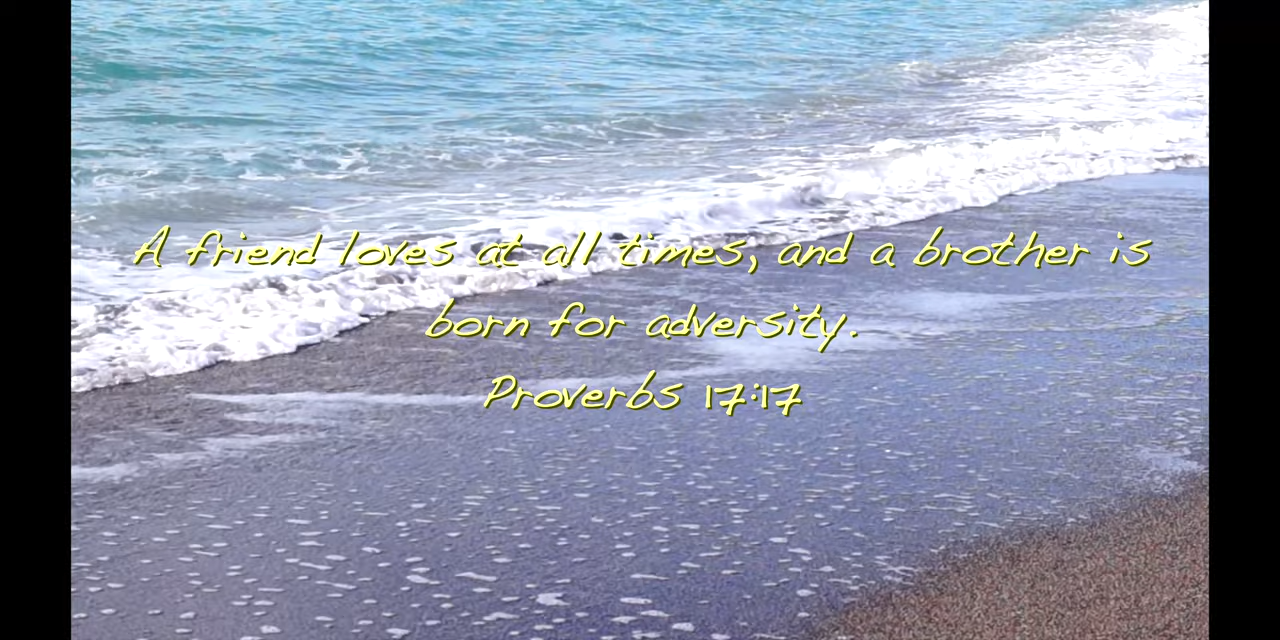 A friend loves at all times, and a brother is
born for adversity.
Proverbs 17:17